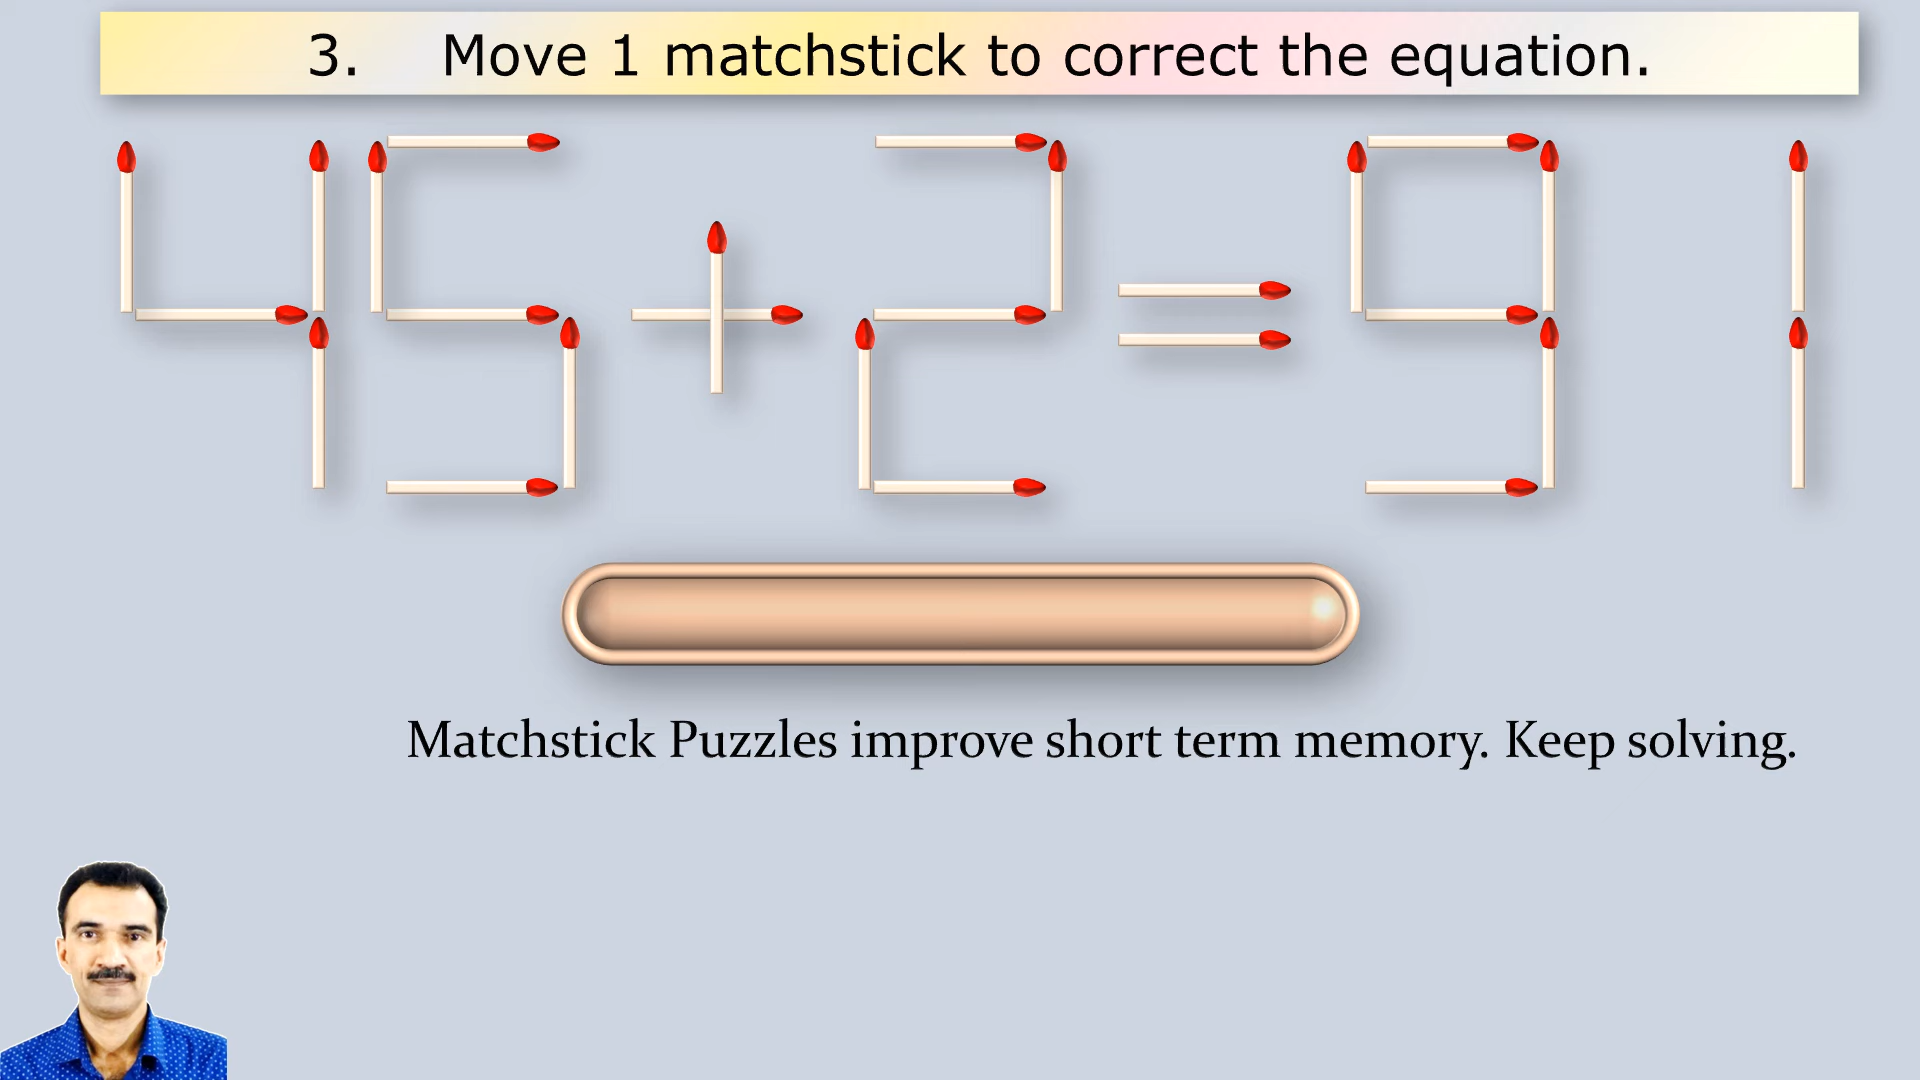 3. Move 1 matchstick to correct the equation.
45+2=91
Matchstick Puzzles improve short term memory. Keep solving.